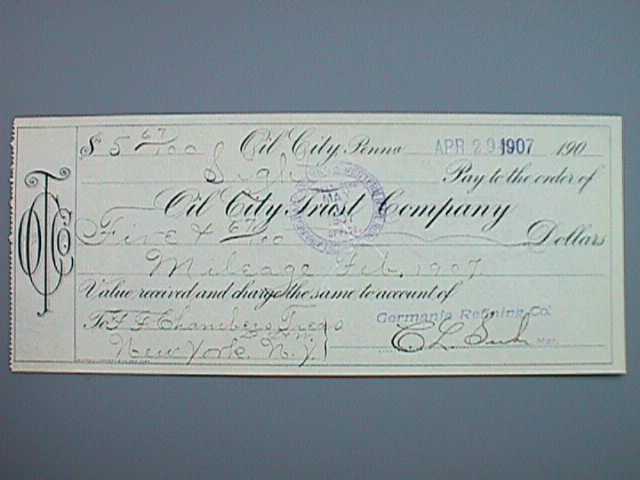 $ 5 67/100 Oil City, Penna APR 29 1907 190
Sight Pay to the order of
Oil City Trust Company
Five & 67/100 Dollars
Mileage Feb. 1907
Value received and charge the same to account of
To F F Chambers Treas Germania Refining Co.
New York. N.Y. C. L. Mgr.